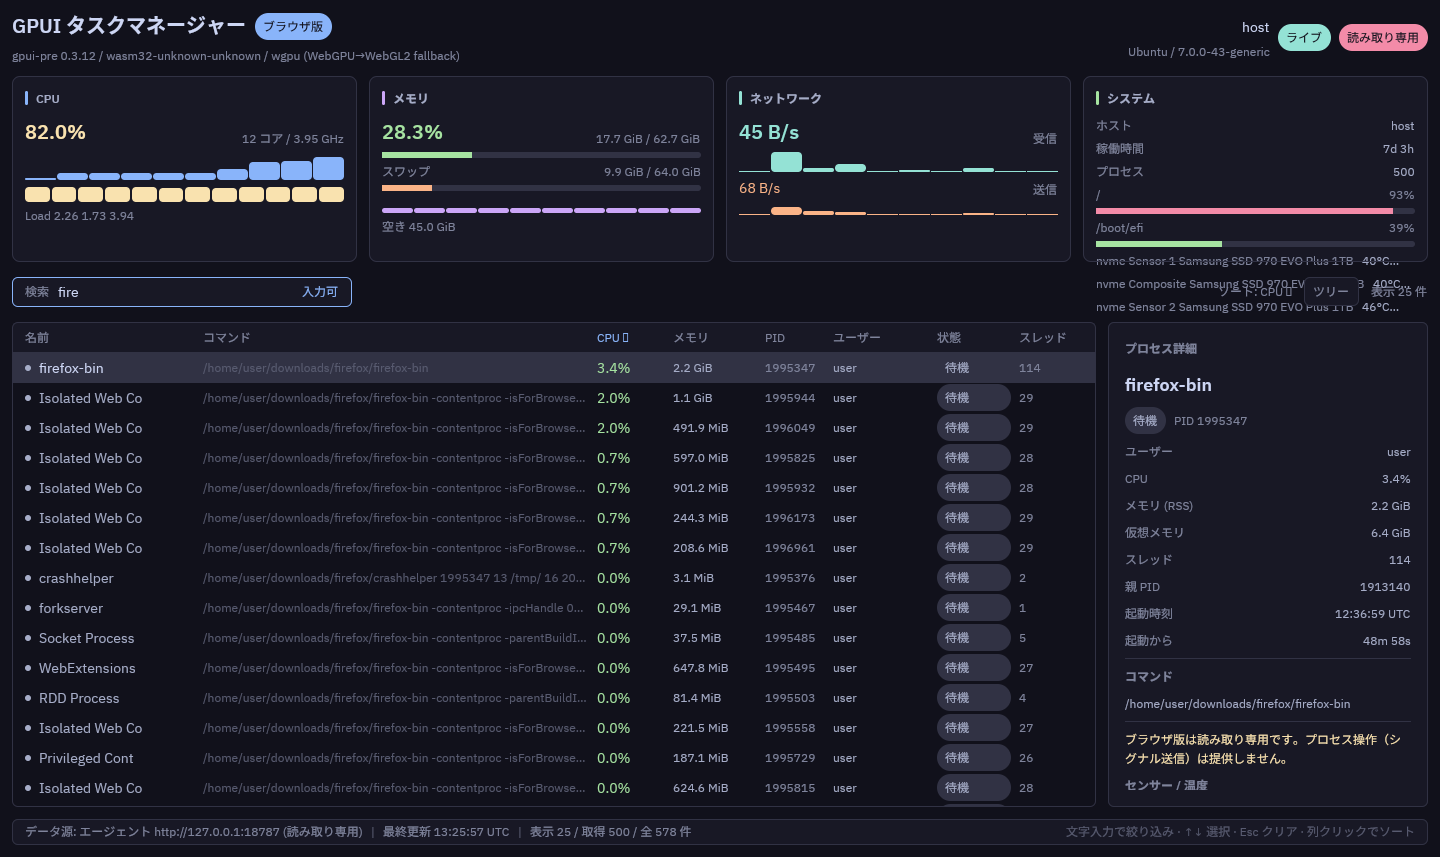 GPUI タスクマネージャー ブラウザ版
gpui-pre 0.3.12 / wasm32-unknown-unknown / wgpu (WebGPU→WebGL2 fallback)
host ライブ 読み取り専用
Ubuntu / 7.0.0-43-generic
CPU
82.0% 12 コア / 3.95 GHz
Load 2.26 1.73 3.94
メモリ
28.3% 17.7 GiB / 62.7 GiB
スワップ 9.9 GiB / 64.0 GiB
空き 45.0 GiB
ネットワーク
45 B/s 受信
68 B/s 送信
システム
ホスト host
稼働時間 7d 3h
プロセス 500
/ 93%
/boot/efi 39%
nvme Sensor 1 Samsung SSD 970 EVO Plus 1TB 40°C…
nvme Composite Samsung SSD 970 EV B 40°C…
nvme Sensor 2 Samsung SSD 970 EVO Plus 1TB 46°C…
検索 fire 入力可
ソート: CPU ツリー 表示 25 件
名前 コマンド CPU メモリ PID ユーザー 状態 スレッド
firefox-bin /home/user/downloads/firefox/firefox-bin 3.4% 2.2 GiB 1995347 user 待機 114
Isolated Web Co /home/user/downloads/firefox/firefox-bin -contentproc -isForBrowse… 2.0% 1.1 GiB 1995944 user 待機 29
Isolated Web Co /home/user/downloads/firefox/firefox-bin -contentproc -isForBrowse… 2.0% 491.9 MiB 1996049 user 待機 29
Isolated Web Co /home/user/downloads/firefox/firefox-bin -contentproc -isForBrowse… 0.7% 597.0 MiB 1995825 user 待機 28
Isolated Web Co /home/user/downloads/firefox/firefox-bin -contentproc -isForBrowse… 0.7% 901.2 MiB 1995932 user 待機 28
Isolated Web Co /home/user/downloads/firefox/firefox-bin -contentproc -isForBrowse… 0.7% 244.3 MiB 1996173 user 待機 29
Isolated Web Co /home/user/downloads/firefox/firefox-bin -contentproc -isForBrowse… 0.7% 208.6 MiB 1996961 user 待機 29
crashhelper /home/user/downloads/firefox/crashhelper 1995347 13 /tmp/ 16 20… 0.0% 3.1 MiB 1995376 user 待機 2
forkserver /home/user/downloads/firefox/firefox-bin -contentproc -ipcHandle 0… 0.0% 29.1 MiB 1995467 user 待機 1
Socket Process /home/user/downloads/firefox/firefox-bin -contentproc -parentBuildI… 0.0% 37.5 MiB 1995485 user 待機 5
WebExtensions /home/user/downloads/firefox/firefox-bin -contentproc -isForBrowse… 0.0% 647.8 MiB 1995495 user 待機 27
RDD Process /home/user/downloads/firefox/firefox-bin -contentproc -parentBuildI… 0.0% 81.4 MiB 1995503 user 待機 4
Isolated Web Co /home/user/downloads/firefox/firefox-bin -contentproc -isForBrowse… 0.0% 221.5 MiB 1995558 user 待機 27
Privileged Cont /home/user/downloads/firefox/firefox-bin -contentproc -isForBrowse… 0.0% 187.1 MiB 1995729 user 待機 26
Isolated Web Co /home/user/downloads/firefox/firefox-bin -contentproc -isForBrowse… 0.0% 624.6 MiB 1995815 user 待機 28
プロセス詳細
firefox-bin
待機 PID 1995347
ユーザー user
CPU 3.4%
メモリ (RSS) 2.2 GiB
仮想メモリ 6.4 GiB
スレッド 114
親 PID 1913140
起動時刻 12:36:59 UTC
起動から 48m 58s
コマンド
/home/user/downloads/firefox/firefox-bin
ブラウザ版は読み取り専用です。プロセス操作（シ
グナル送信）は提供しません。
センサー / 温度
データ源: エージェント http://127.0.0.1:18787 (読み取り専用) | 最終更新 13:25:57 UTC | 表示 25 / 取得 500 / 全 578 件
文字入力で絞り込み · ↑↓ 選択 · Esc クリア · 列クリックでソート